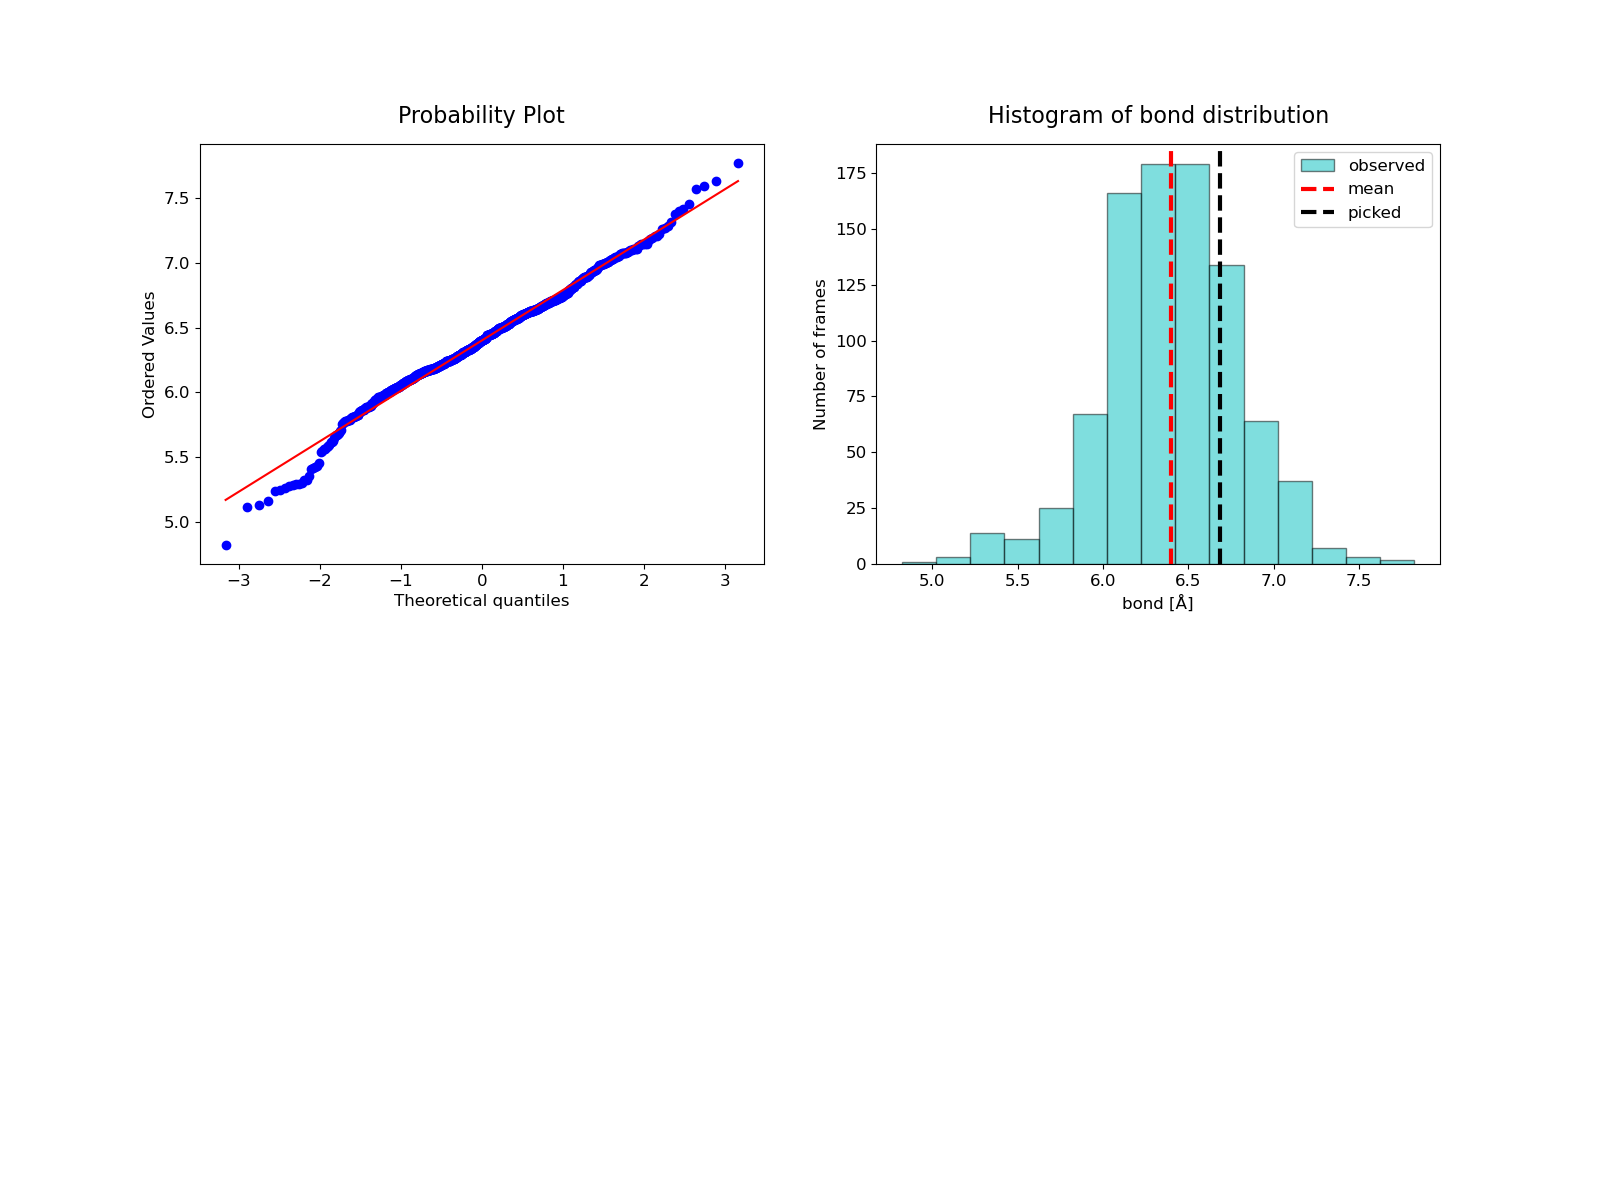 Probability Plot
Ordered Values
7.5
7.0
6.5
6.0
5.5
5.0
−3 −2 −1 0 1 2 3
Theoretical quantiles
Histogram of bond distribution
Number of frames
175
150
125
100
75
50
25
0
5.0 5.5 6.0 6.5 7.0 7.5
bond [Å]
observed
mean
picked